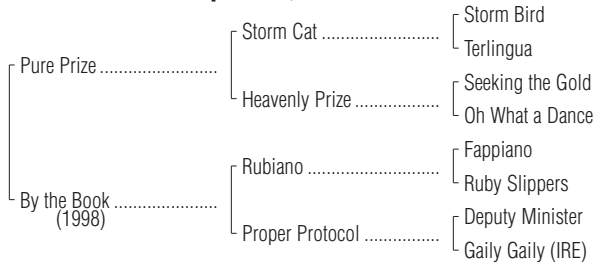 Storm Bird
Storm Cat ......................
Terlingua
Pure Prize ........................
Seeking the Gold
Heavenly Prize .................
Oh What a Dance
Fappiano
Rubiano ..........................
Ruby Slippers
By the Book .....................
(1998)
Deputy Minister
Proper Protocol ...............
Gaily Gaily (IRE)